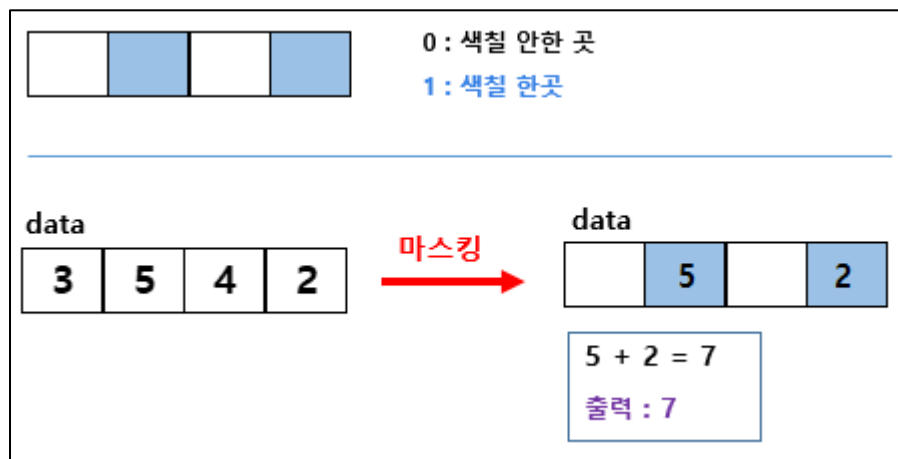 0 : 색칠 안한 곳
1 : 색칠 한곳
data
3 5 4 2
마스킹
data
5 2
5 + 2 = 7
출력 : 7